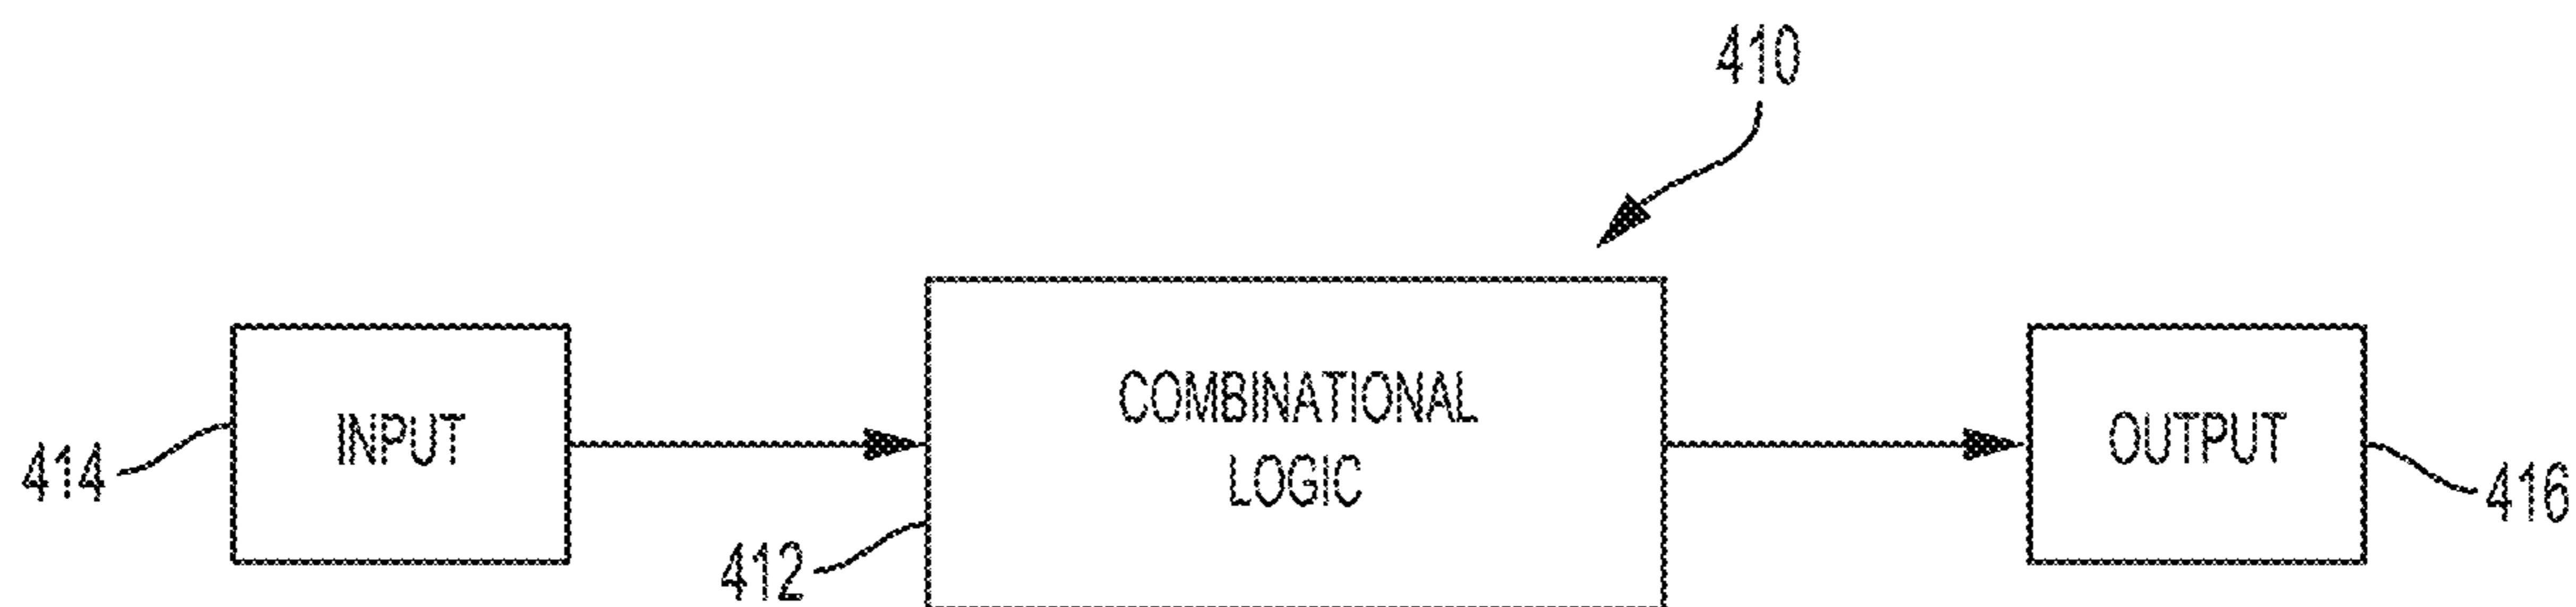 410
INPUT
COMBINATIONAL
LOGIC
OUTPUT
414
412
416